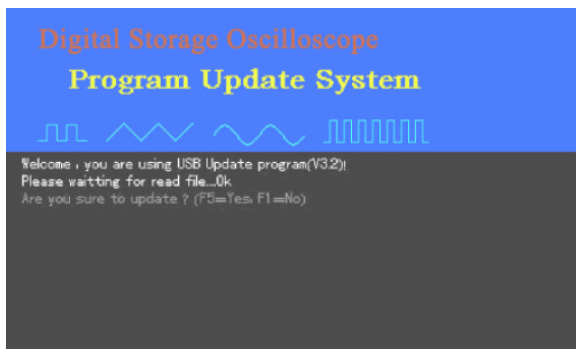 Digital Storage Oscilloscope
Program Update System
Welcome , you are using USB Update program(V3.2)!
Please waitting for read file...Ok
Are you sure to update ? (F5=Yes, F1=No)